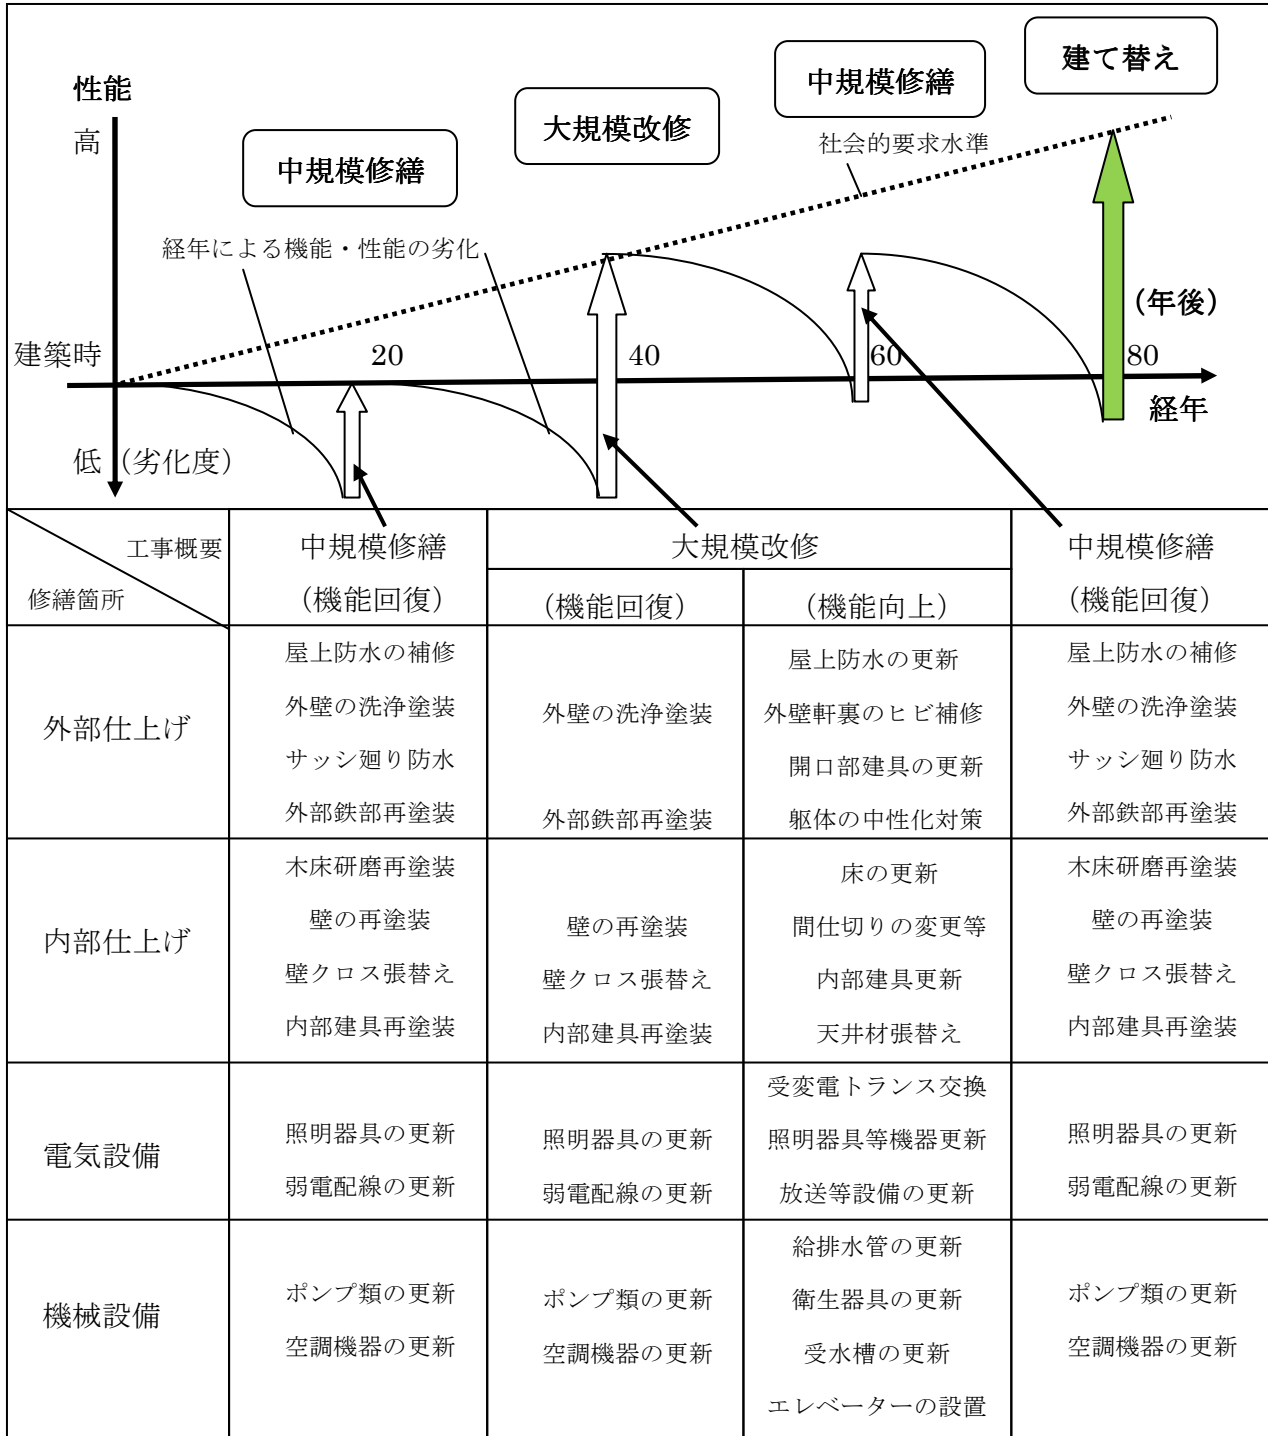 建て替え
中規模修繕
性能
大規模改修
高
中規模修繕
社会的要求水準
経年による機能・性能の劣化
(年後)
建築時
20
40
60
80
経年
低(劣化度)
工事概要
修繕箇所
中規模修繕
(機能回復)
大規模改修
(機能回復)
(機能向上)
中規模修繕
(機能回復)
外部仕上げ
屋上防水の補修
外壁の洗浄塗装
サッシ廻り防水
外部鉄部再塗装
外壁の洗浄塗装
外部鉄部再塗装
屋上防水の更新
外壁軒裏のヒビ補修
開口部建具の更新
躯体の中性化対策
屋上防水の補修
外壁の洗浄塗装
サッシ廻り防水
外部鉄部再塗装
内部仕上げ
木床研磨再塗装
壁の再塗装
壁クロス張替え
内部建具再塗装
壁の再塗装
壁クロス張替え
内部建具再塗装
床の更新
間仕切りの変更等
内部建具更新
天井材張替え
木床研磨再塗装
壁の再塗装
壁クロス張替え
内部建具再塗装
電気設備
照明器具の更新
弱電配線の更新
照明器具の更新
弱電配線の更新
受変電トランス交換
照明器具等機器更新
放送等設備の更新
照明器具の更新
弱電配線の更新
機械設備
ポンプ類の更新
空調機器の更新
ポンプ類の更新
空調機器の更新
給排水管の更新
衛生器具の更新
受水槽の更新
エレベーターの設置
ポンプ類の更新
空調機器の更新